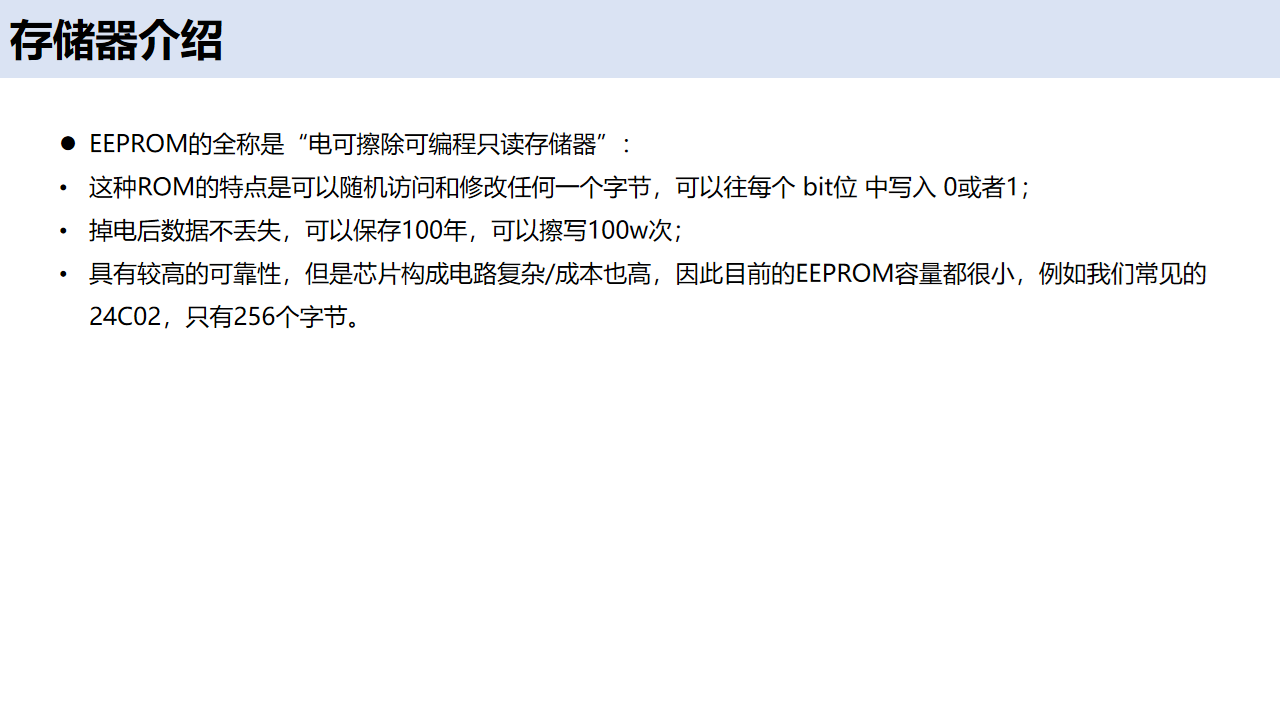 存储器介绍
● EEPROM的全称是“电可擦除可编程只读存储器”:
• 这种ROM的特点是可以随机访问和修改任何一个字节，可以往每个 bit位 中写入 0或者1；
• 掉电后数据不丢失，可以保存100年，可以擦写100w次；
• 具有较高的可靠性，但是芯片构成电路复杂/成本也高，因此目前的EEPROM容量都很小，例如我们常见的
24C02，只有256个字节。